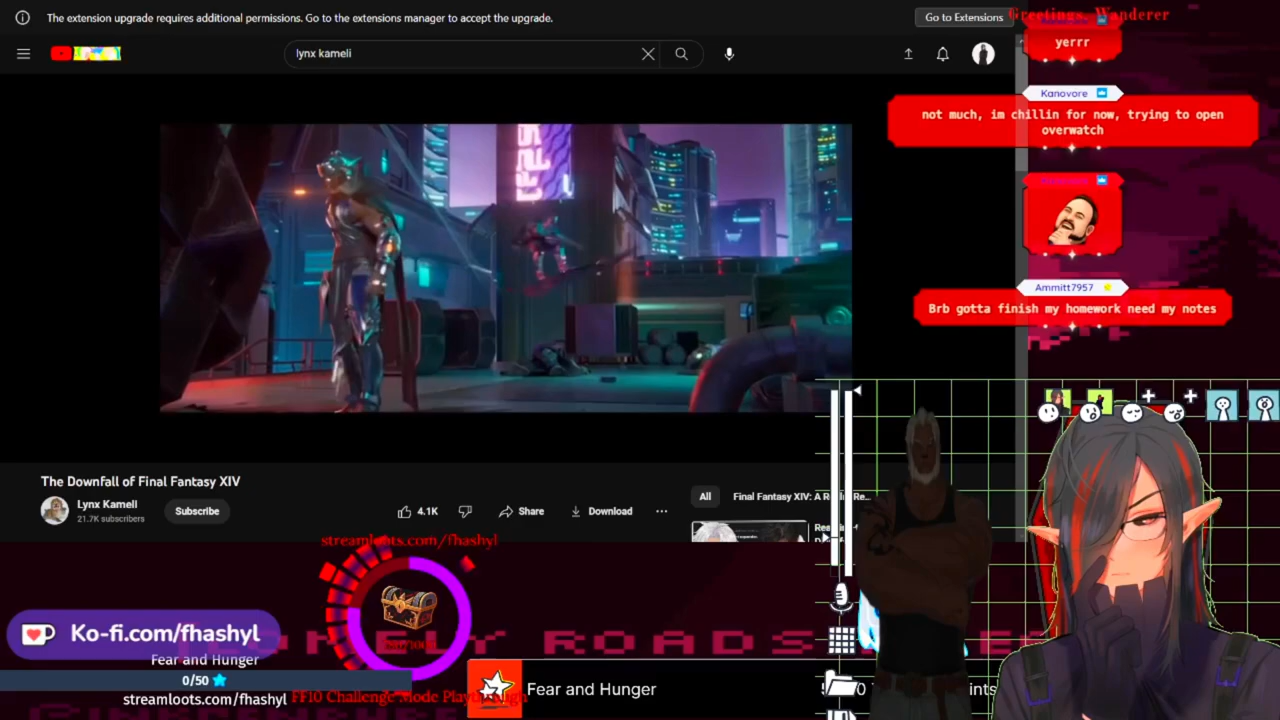 The extension upgrade requires additional permissions. Go to the extensions manager to accept the upgrade.
Go to Extensions
Greetings, Wanderer
lynx kameli
yerrr
Kanovore
not much, im chillin for now, trying to open
overwatch
Ammitt7957
Brb gotta finish my homework need my notes
The Downfall of Final Fantasy XIV
Lynx Kameli
21.7K subscribers
Subscribe
4.1K
Share
Download
All
streamloots.com/fhashyl
Ko-fi.com/fhashyl
Fear and Hunger
0/50
streamloots.com/fhashyl
FF10 Challenge Mode Playthrough
Fear and Hunger